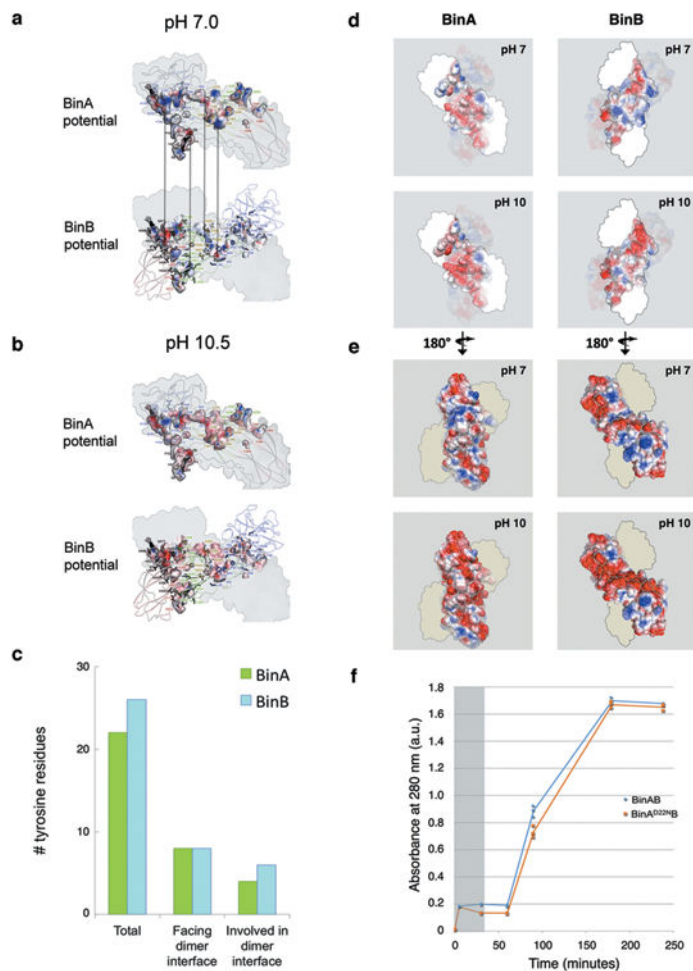 a
pH 7.0
BinA
potential
BinB
potential
b
pH 10.5
BinA
potential
BinB
potential
c
# tyrosine residues
30
20
10
0
BinA
BinB
Total
Facing
dimer
interface
Involved in
dimer
interface
d
BinA
BinB
pH 7
pH 7
pH 10
pH 10
180°
180°
e
pH 7
pH 7
pH 10
pH 10
f
Absorbance at 280 nm (a.u.)
1.8
1.6
1.4
1.2
1.0
0.8
0.6
0.4
0.2
0
BinAB
BinAD22NB
0
50
100
150
200
250
Time (minutes)